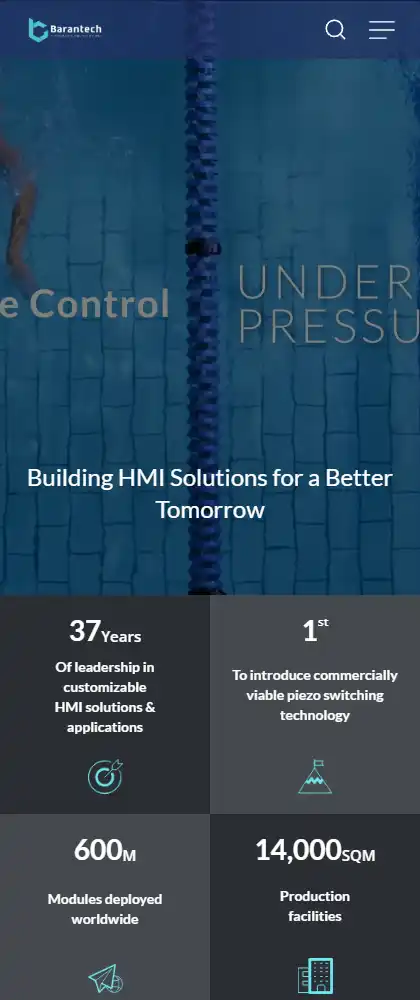 Barantech
e Control
UNDER
PRESSU
Building HMI Solutions for a Better
Tomorrow
37Years
Of leadership in
customizable
HMI solutions &
applications
1st
To introduce commercially
viable piezo switching
technology
600M
Modules deployed
worldwide
14,000SQM
Production
facilities